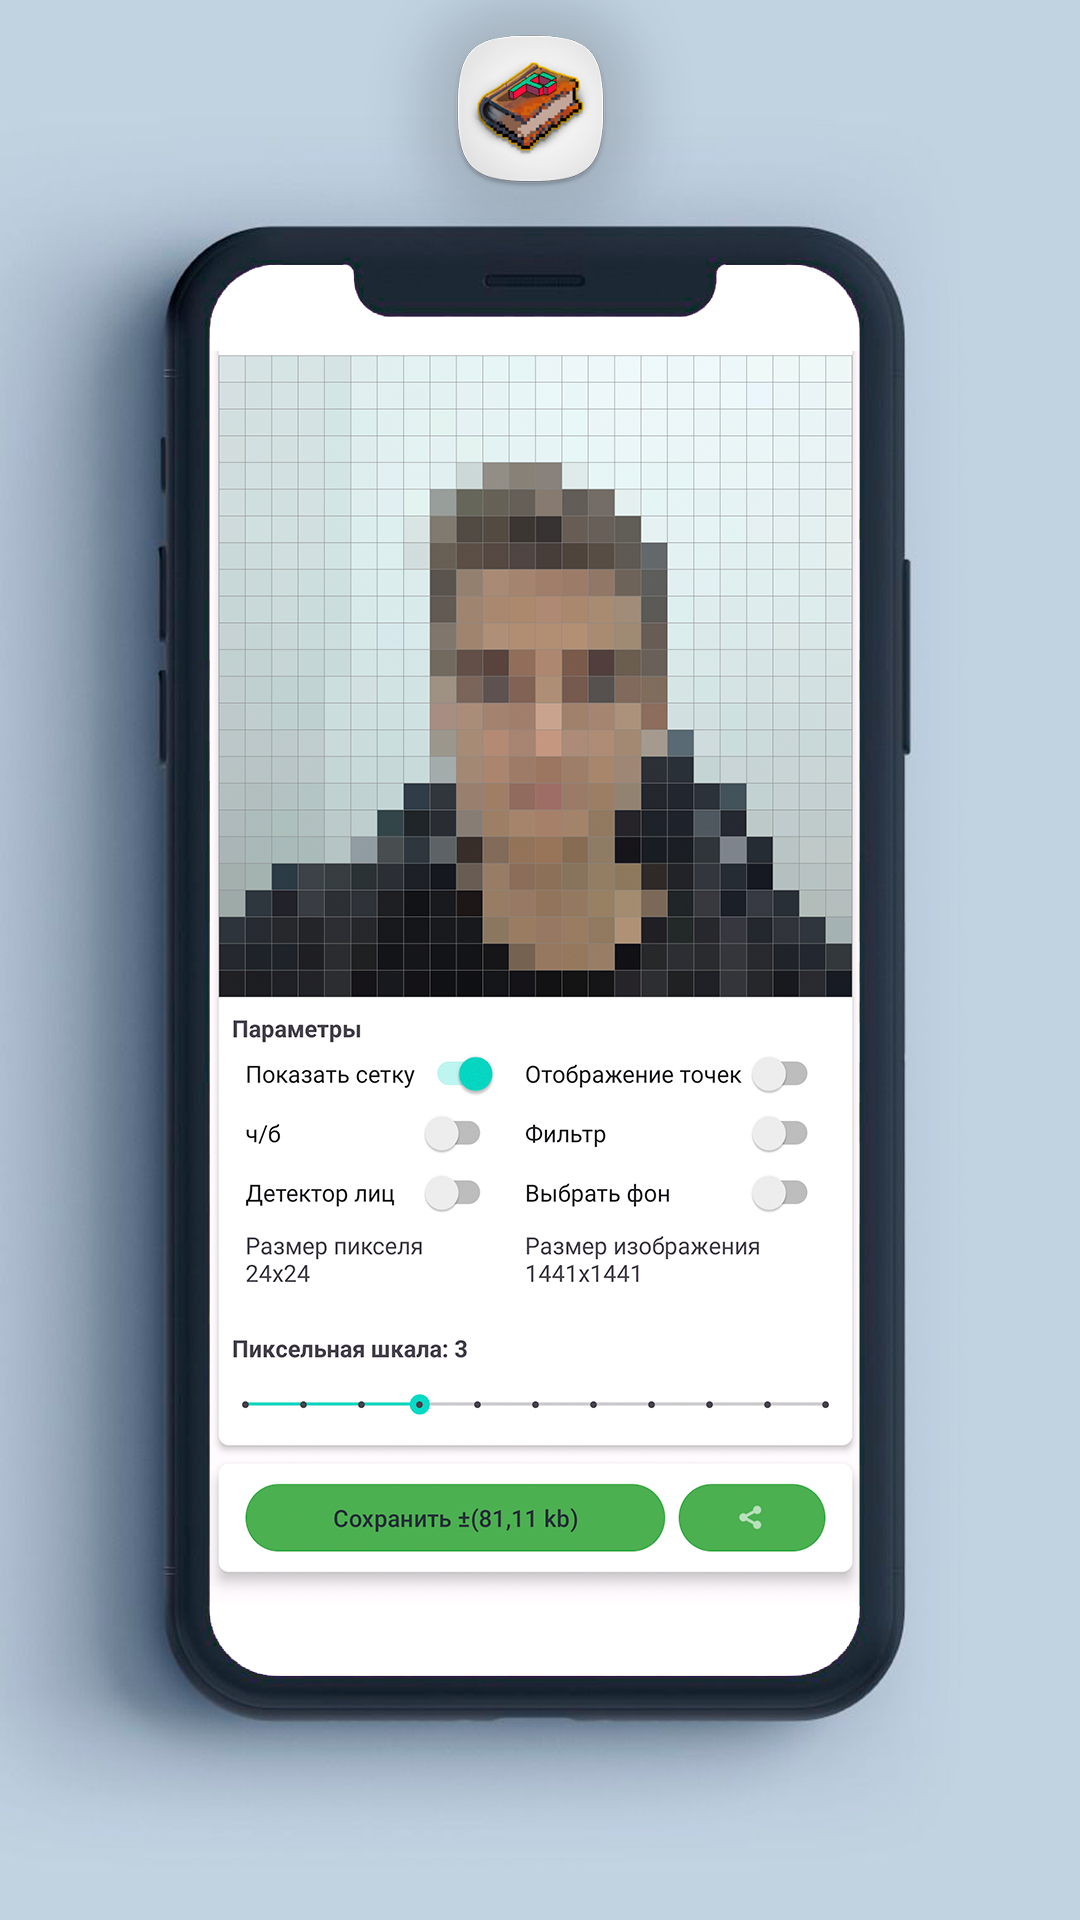 Параметры
Показать сетку
Отображение точек
ч/б
Фильтр
Детектор лиц
Выбрать фон
Размер пикселя
24x24
Размер изображения
1441x1441
Пиксельная шкала: 3
Сохранить ±(81,11 kb)